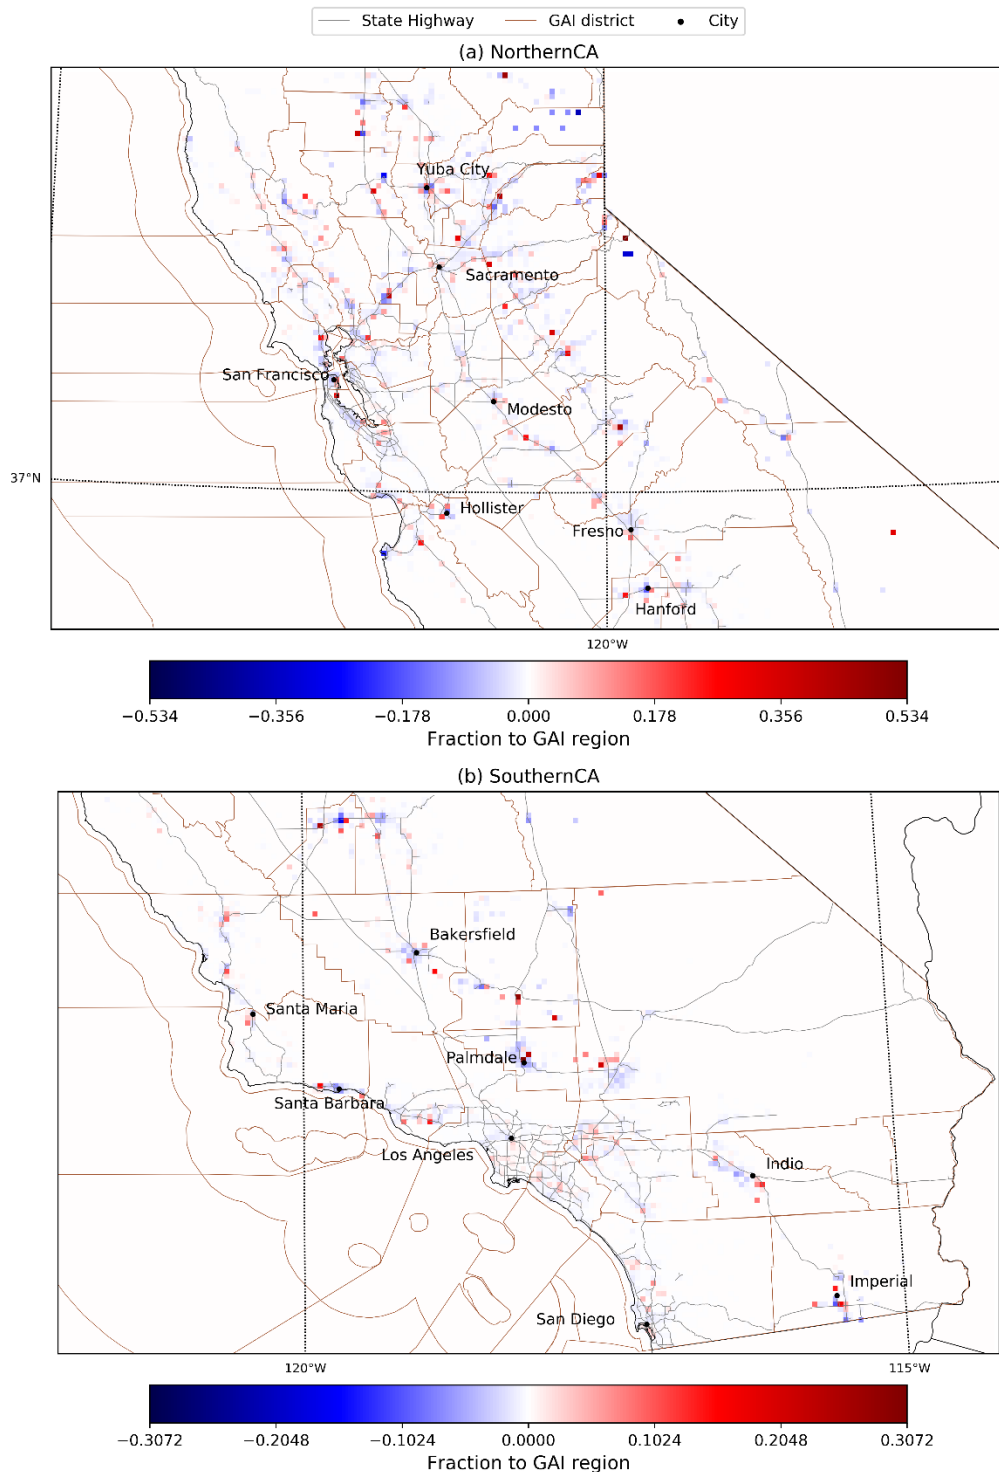 State Highway GAI district City
(a) NorthernCA
Yuba City
Sacramento
San Francisco
Modesto
37°N
Hollister
Fresno
Hanford
120°W
−0.534 −0.356 −0.178 0.000 0.178 0.356 0.534
Fraction to GAI region
(b) SouthernCA
Bakersfield
Santa Maria
Palmdale
Santa Barbara
Los Angeles
Indio
Imperial
San Diego
120°W 115°W
−0.3072 −0.2048 −0.1024 0.0000 0.1024 0.2048 0.3072
Fraction to GAI region